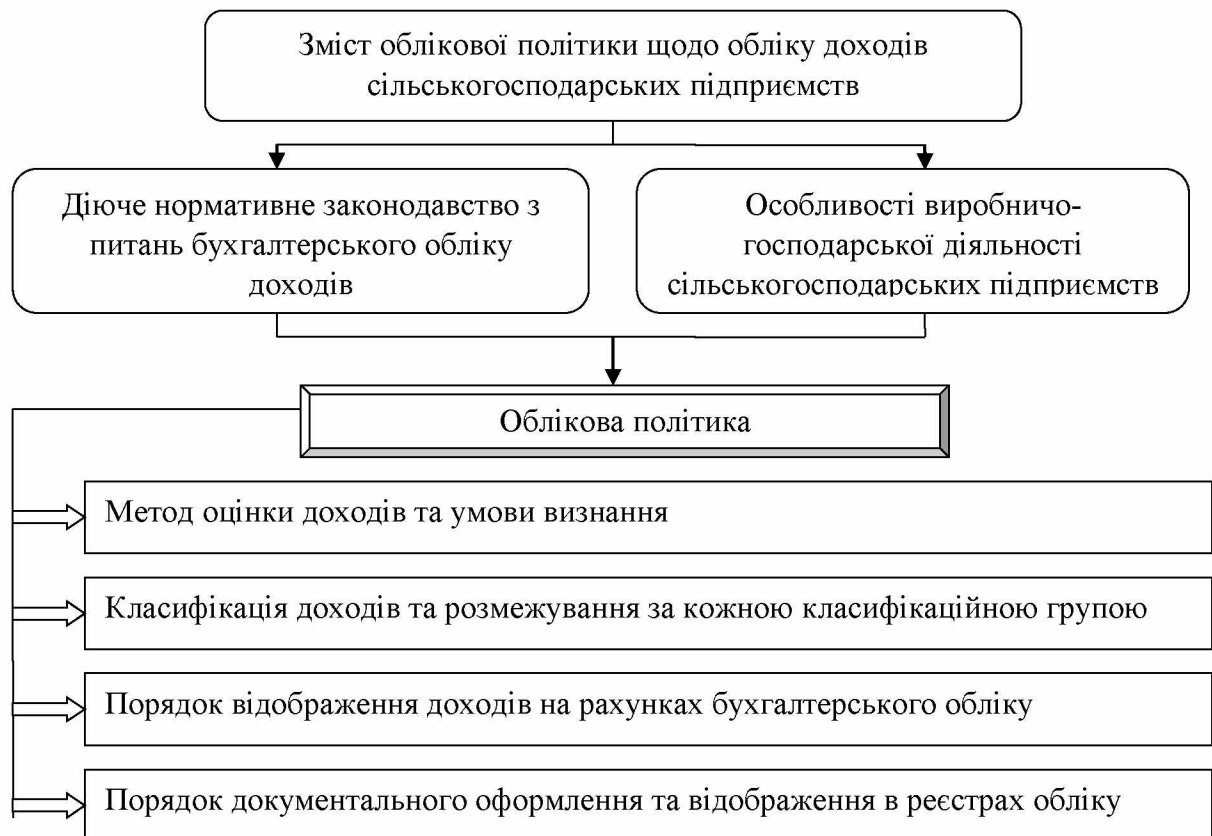 Зміст облікової політики щодо обліку доходів
сільськогосподарських підприємств
Діюче нормативне законодавство з
питань бухгалтерського обліку
доходів
Особливості виробничо-
господарської діяльності
сільськогосподарських підприємств
Облікова політика
Метод оцінки доходів та умови визнання
Класифікація доходів та розмежування за кожною класифікаційною групою
Порядок відображення доходів на рахунках бухгалтерського обліку
Порядок документального оформлення та відображення в реєстрах обліку